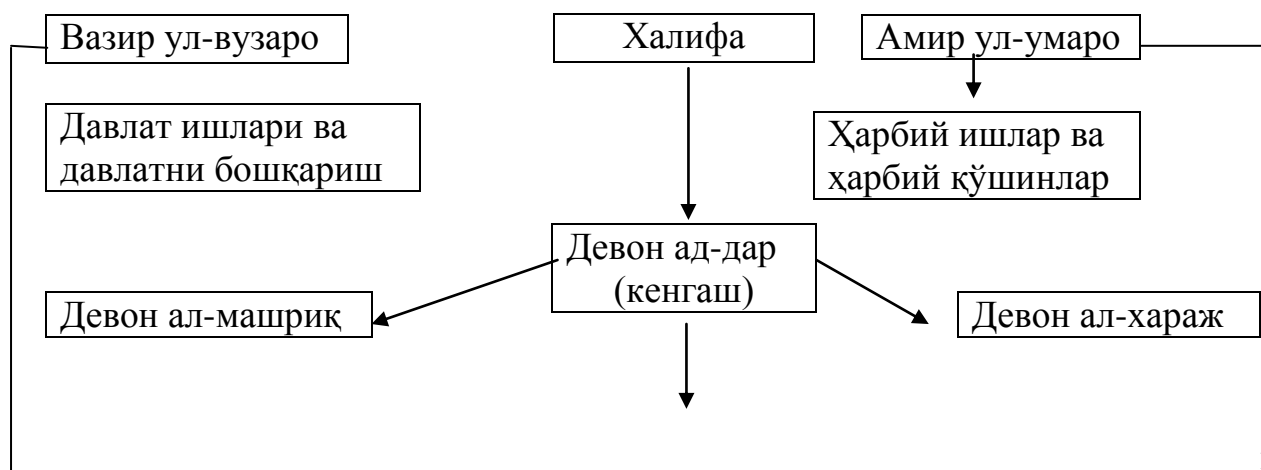 Вазир ул-вузаро
Халифа
Амир ул-умаро
Давлат ишлари ва
давлатни бошқариш
Ҳарбий ишлар ва
ҳарбий қўшинлар
Девон ад-дар
(кенгаш)
Девон ал-машриқ
Девон ал-хараж